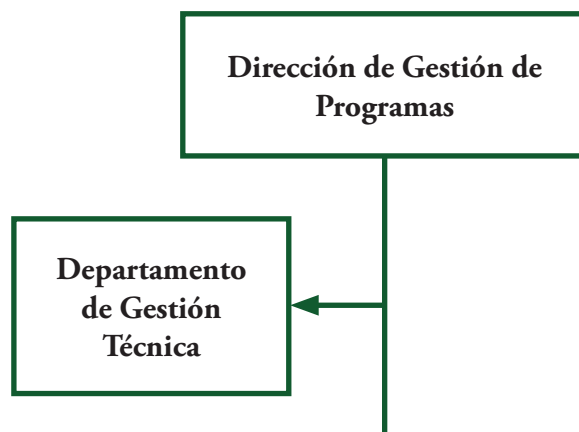 Dirección de Gestión de
Programas
Departamento
de Gestión
Técnica